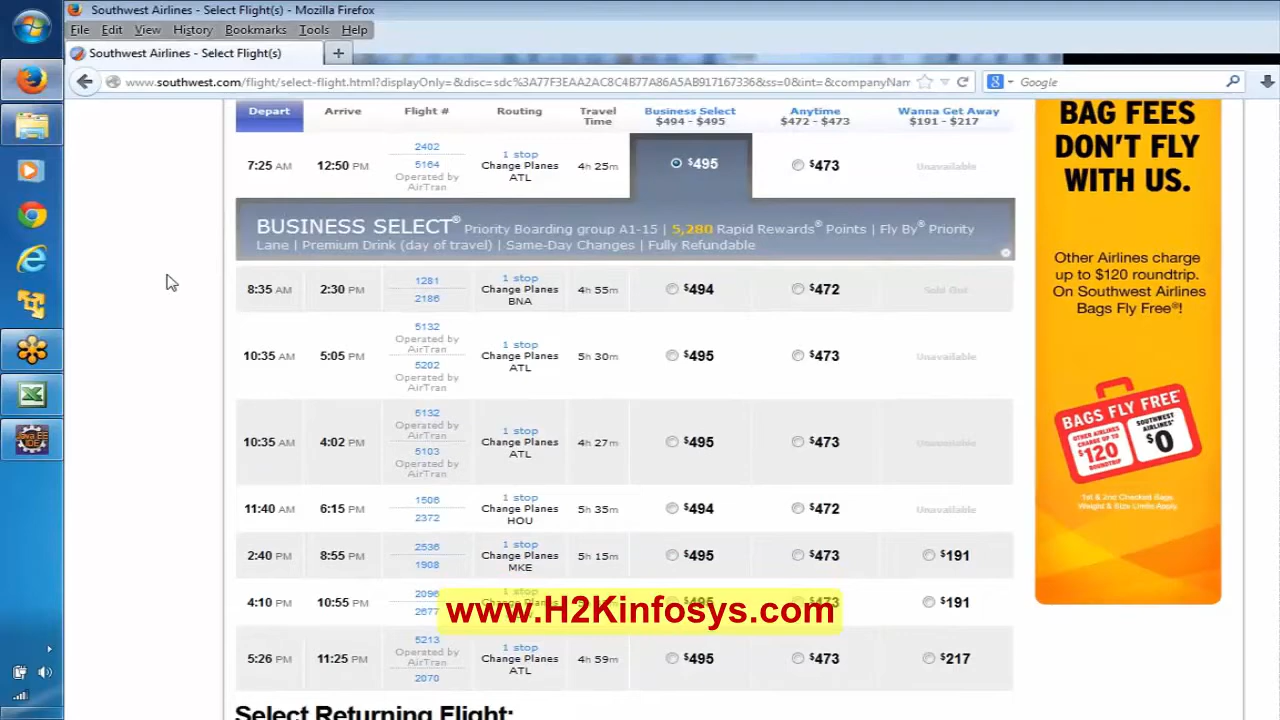 Southwest Airlines - Select Flight(s) - Mozilla Firefox
File Edit View History Bookmarks Tools Help
Southwest Airlines - Select Flight(s)
www.southwest.com/flight/select-flight.html?displayOnly=&disc=sdc%3A77F3EAA2AC8C4B77A86A5AB917167336&ss=0&int=&companyNam
Google
Depart Arrive Flight # Routing Travel Time Business Select $494 - $495 Anytime $472 - $473 Wanna Get Away $191 - $217
7:25 AM 12:50 PM 2402 5164 Operated by AirTran 1 stop Change Planes ATL 4h 25m $495 $473 Unavailable
BUSINESS SELECT® Priority Boarding group A1-15 | 5,280 Rapid Rewards® Points | Fly By® Priority
Lane | Premium Drink (day of travel) | Same-Day Changes | Fully Refundable
8:35 AM 2:30 PM 1281 2186 1 stop Change Planes BNA 4h 55m $494 $472 Sold Out
10:35 AM 5:05 PM 5132 Operated by AirTran 5202 Operated by AirTran 1 stop Change Planes ATL 5h 30m $495 $473 Unavailable
10:35 AM 4:02 PM 5132 Operated by AirTran 5103 Operated by AirTran 1 stop Change Planes ATL 4h 27m $495 $473 Unavailable
11:40 AM 6:15 PM 1506 2372 1 stop Change Planes HOU 5h 35m $494 $472 Unavailable
2:40 PM 8:55 PM 2536 1908 1 stop Change Planes MKE 5h 15m $495 $473 $191
4:10 PM 10:55 PM 2096 2677 1 stop $495 $473 $191
www.H2Kinfosys.com
5:26 PM 11:25 PM 5213 Operated by AirTran 2070 1 stop Change Planes ATL 4h 59m $495 $473 $217
Select Returning Flight:
BAG FEES
DON'T FLY
WITH US.
Other Airlines charge
up to $120 roundtrip.
On Southwest Airlines
Bags Fly Free®!
BAGS FLY FREE
OTHER AIRLINES CHARGE UP TO $120 ROUNDTRIP
SOUTHWEST AIRLINES $0
1st & 2nd Checked Bags.
Weight & Size Limits Apply.